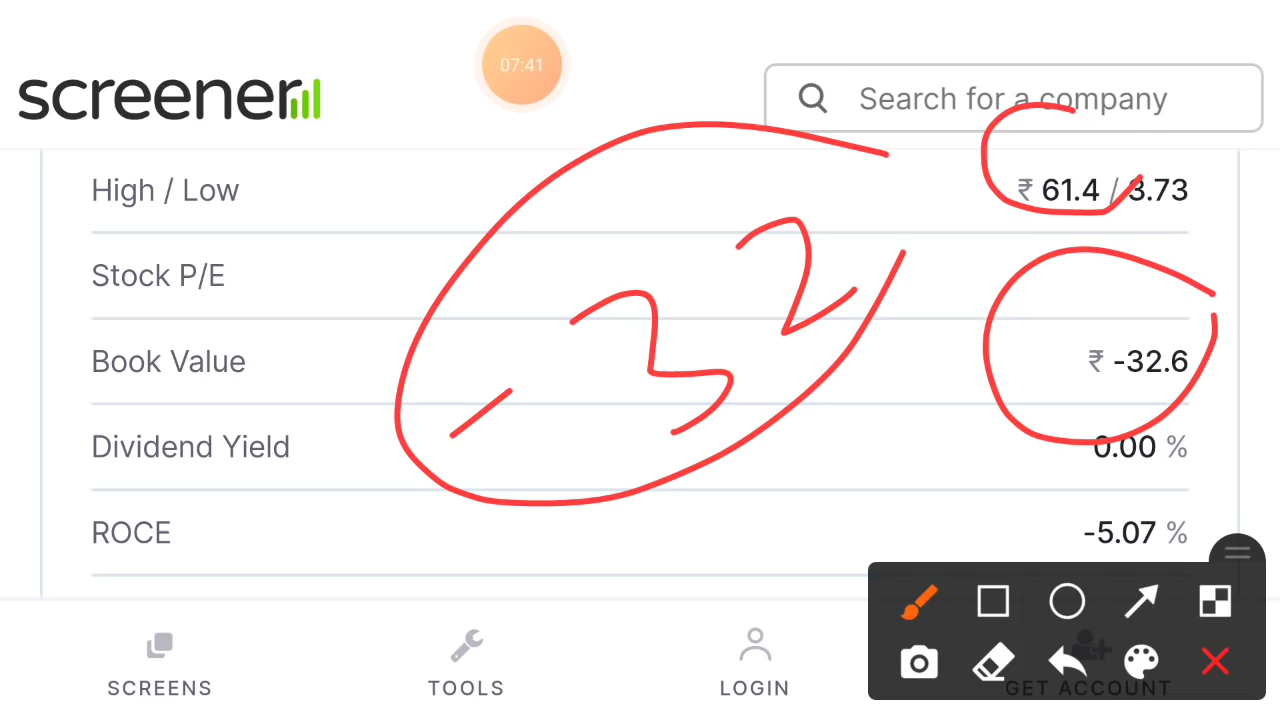 07:41
screener
Search for a company
High / Low ₹ 61.4 / 3.73
Stock P/E
Book Value ₹ -32.6
-32
Dividend Yield 0.00 %
ROCE -5.07 %
SCREENS TOOLS LOGIN GET ACCOUNT